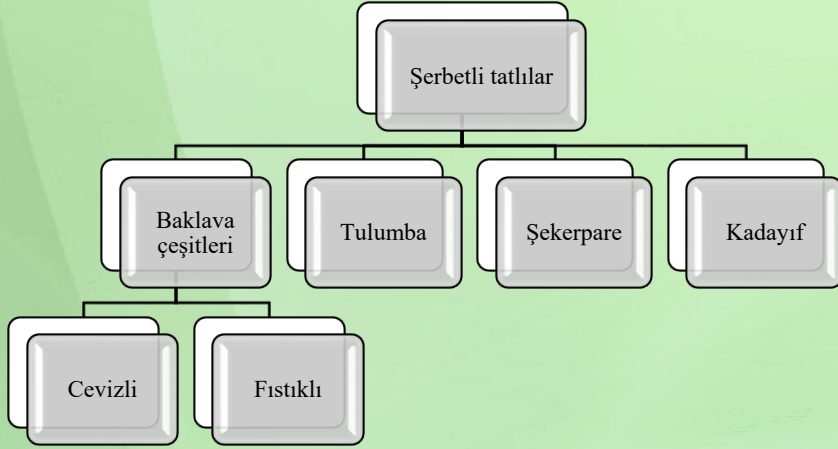 Şerbetli tatlılar
Baklava
çeşitleri
Tulumba
Şekerpare
Kadayıf
Cevizli
Fıstıklı